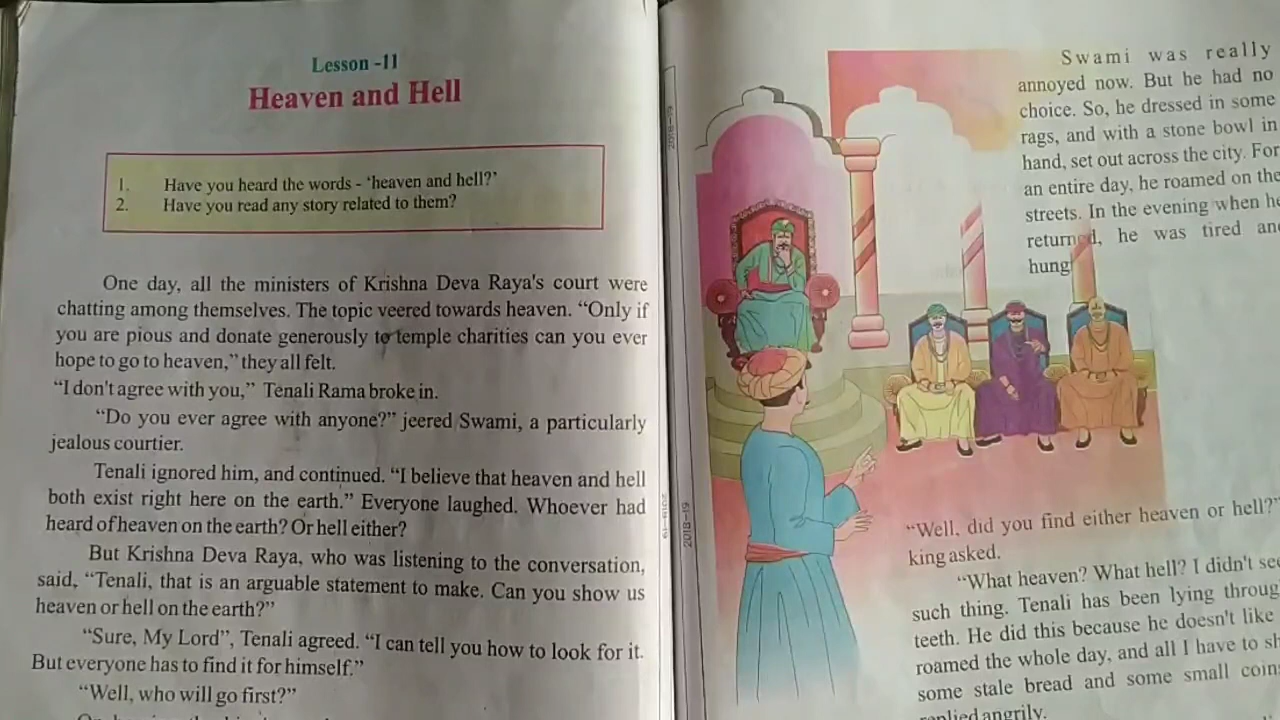 Lesson -11
Heaven and Hell
1. Have you heard the words - ‘heaven and hell?’
2. Have you read any story related to them?
One day, all the ministers of Krishna Deva Raya's court were
chatting among themselves. The topic veered towards heaven. “Only if
you are pious and donate generously to temple charities can you ever
hope to go to heaven,” they all felt.
“I don't agree with you,” Tenali Rama broke in.
“Do you ever agree with anyone?” jeered Swami, a particularly
jealous courtier.
Tenali ignored him, and continued. “I believe that heaven and hell
both exist right here on the earth.” Everyone laughed. Whoever had
heard of heaven on the earth? Or hell either?
But Krishna Deva Raya, who was listening to the conversation,
said, “Tenali, that is an arguable statement to make. Can you show us
heaven or hell on the earth?”
“Sure, My Lord”, Tenali agreed. “I can tell you how to look for it.
But everyone has to find it for himself.”
“Well, who will go first?”
2018-19
2018-19
2018-19
Swami was really
annoyed now. But he had no
choice. So, he dressed in some
rags, and with a stone bowl in
hand, set out across the city. For
an entire day, he roamed on the
streets. In the evening when he
returned, he was tired and
hung
“Well, did you find either heaven or hell?”
king asked.
“What heaven? What hell? I didn't see
such thing. Tenali has been lying throug
teeth. He did this because he doesn't like
roamed the whole day, and all I have to sh
some stale bread and some small coin
replied angrily.